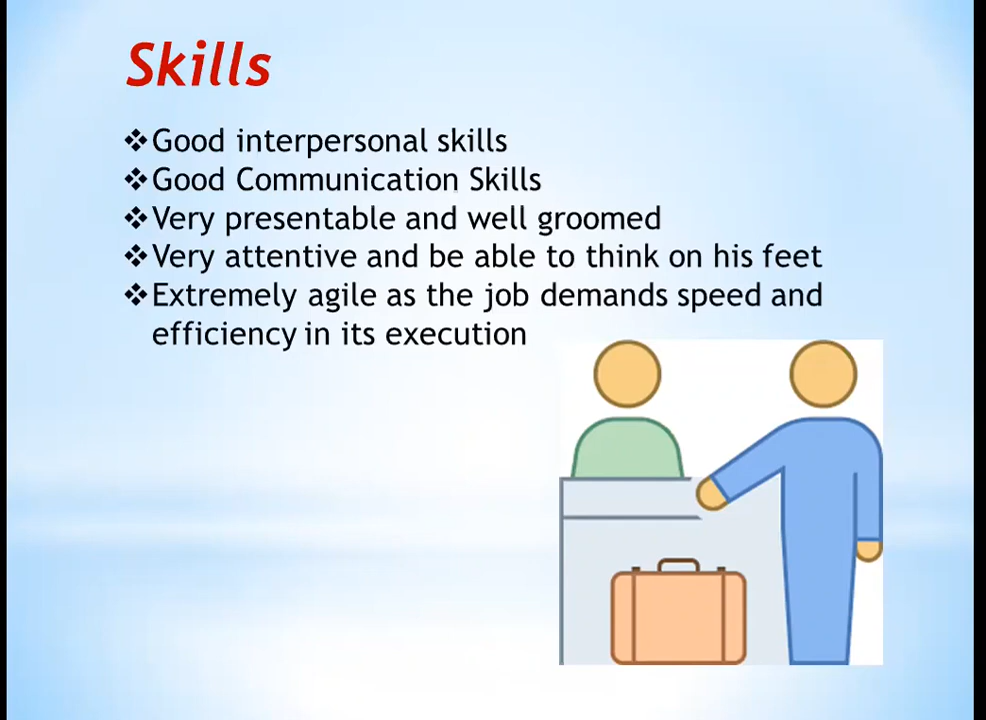 Skills
❖Good interpersonal skills
❖Good Communication Skills
❖Very presentable and well groomed
❖Very attentive and be able to think on his feet
❖Extremely agile as the job demands speed and
efficiency in its execution